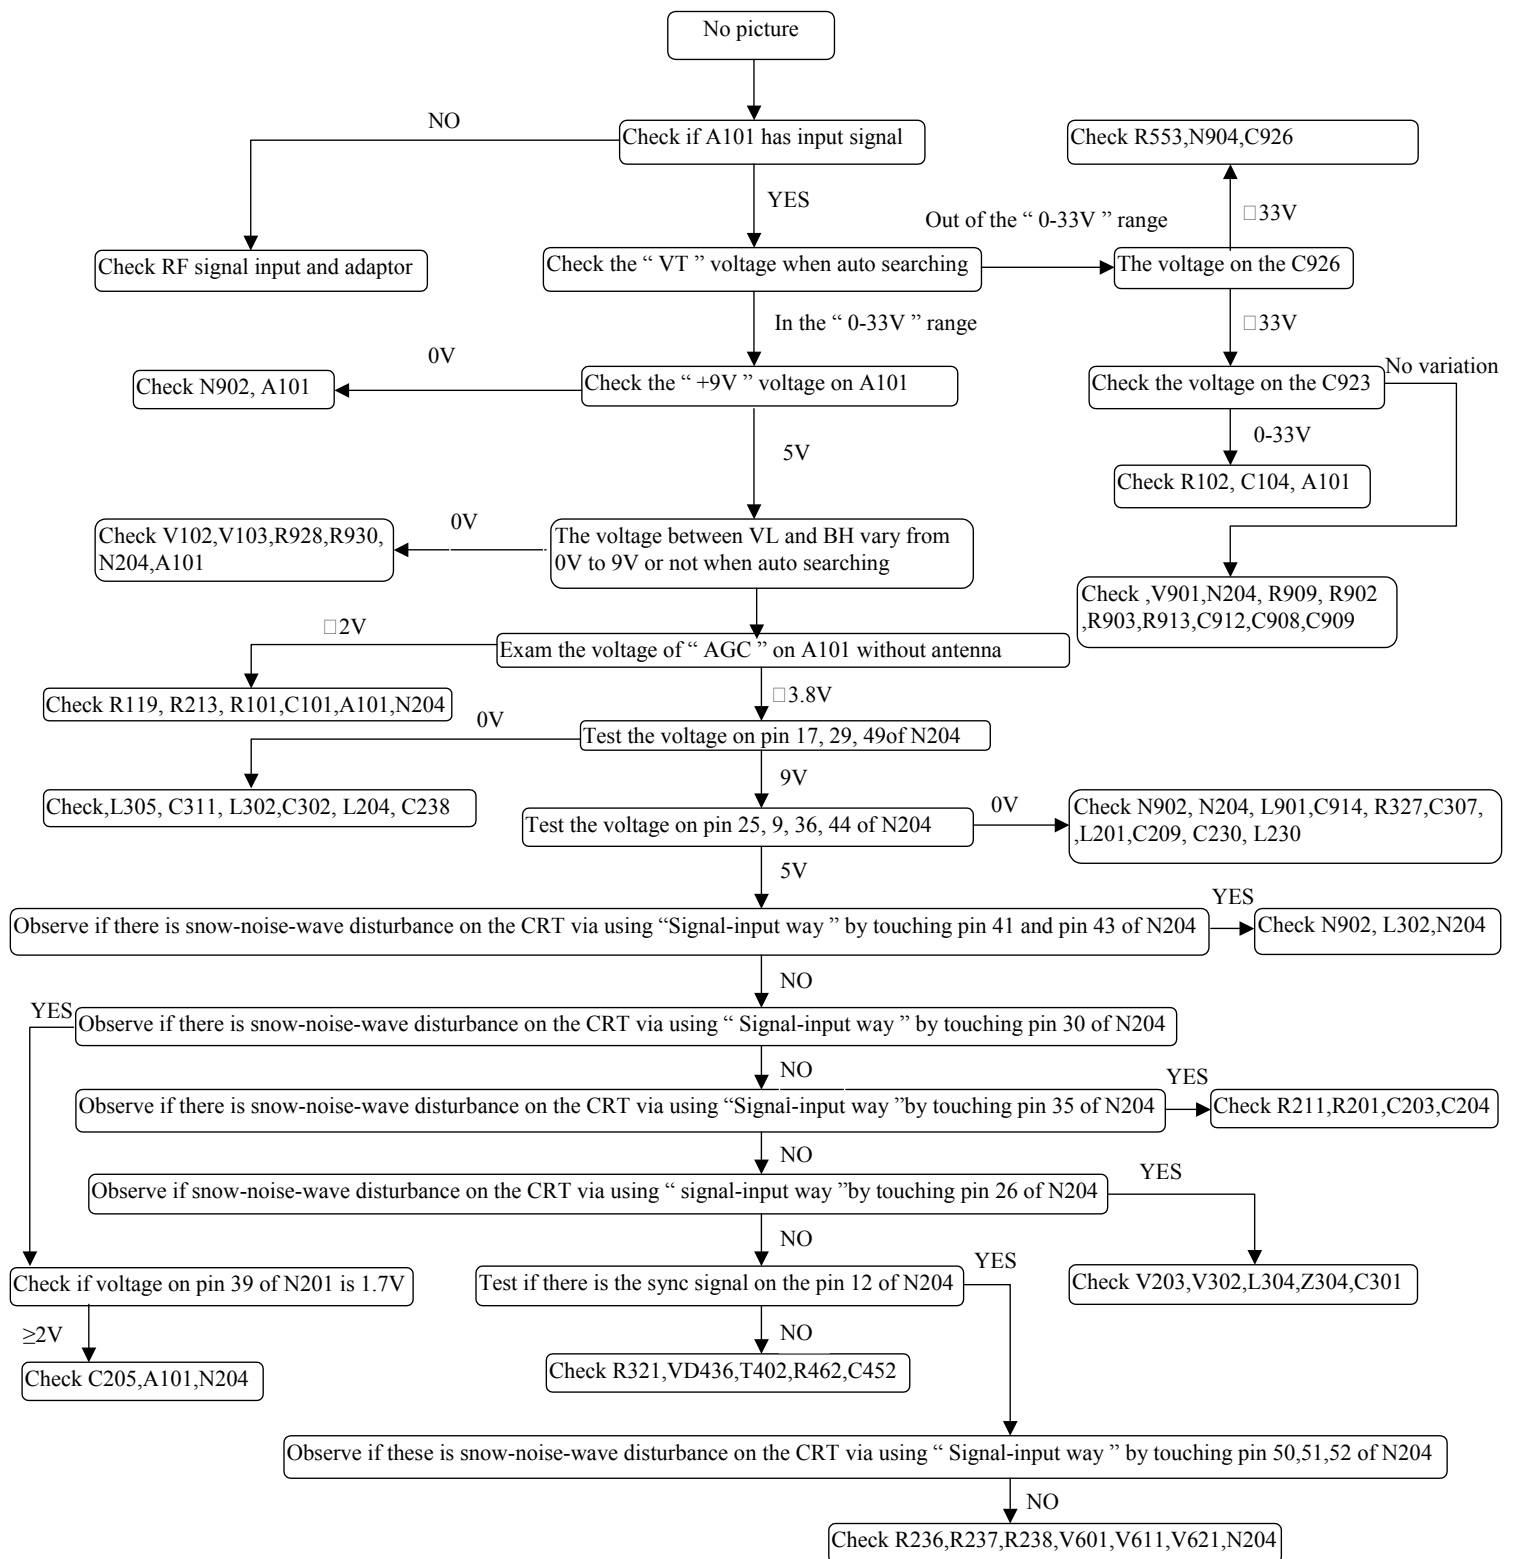 No picture
NO
Check if A101 has input signal
Check R553,N904,C926
YES
□33V
Out of the “ 0-33V ” range
Check RF signal input and adaptor
Check the “ VT ” voltage when auto searching
The voltage on the C926
In the “ 0-33V ” range
□33V
0V
No variation
Check N902, A101
Check the “ +9V ” voltage on A101
Check the voltage on the C923
5V
0-33V
Check R102, C104, A101
0V
Check V102,V103,R928,R930,
N204,A101
The voltage between VL and BH vary from
0V to 9V or not when auto searching
Check ,V901,N204, R909, R902
,R903,R913,C912,C908,C909
□2V
Exam the voltage of “ AGC ” on A101 without antenna
Check R119, R213, R101,C101,A101,N204
□3.8V
0V
Test the voltage on pin 17, 29, 49of N204
9V
Check,L305, C311, L302,C302, L204, C238
Test the voltage on pin 25, 9, 36, 44 of N204
0V
Check N902, N204, L901,C914, R327,C307,
,L201,C209, C230, L230
5V
YES
Observe if there is snow-noise-wave disturbance on the CRT via using “Signal-input way ” by touching pin 41 and pin 43 of N204
Check N902, L302,N204
NO
YES
Observe if there is snow-noise-wave disturbance on the CRT via using “ Signal-input way ” by touching pin 30 of N204
NO
YES
Observe if there is snow-noise-wave disturbance on the CRT via using “Signal-input way ”by touching pin 35 of N204
Check R211,R201,C203,C204
NO
YES
Observe if snow-noise-wave disturbance on the CRT via using “ signal-input way ”by touching pin 26 of N204
NO
YES
Check if voltage on pin 39 of N201 is 1.7V
Test if there is the sync signal on the pin 12 of N204
Check V203,V302,L304,Z304,C301
≥2V
NO
Check C205,A101,N204
Check R321,VD436,T402,R462,C452
Observe if these is snow-noise-wave disturbance on the CRT via using “ Signal-input way ” by touching pin 50,51,52 of N204
NO
Check R236,R237,R238,V601,V611,V621,N204